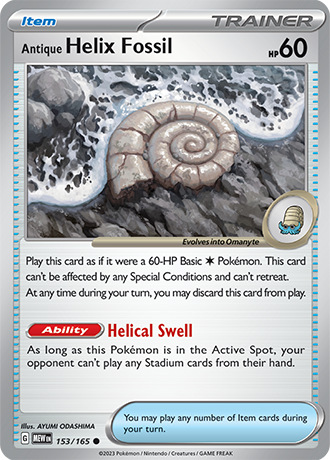 Item
TRAINER
Antique Helix Fossil
HP 60
Evolves into Omanyte
Play this card as if it were a 60-HP Basic Pokémon. This card
can't be affected by any Special Conditions and can't retreat.
At any time during your turn, you may discard this card from play.
Ability Helical Swell
As long as this Pokémon is in the Active Spot, your
opponent can't play any Stadium cards from their hand.
Illus. AYUMI ODASHIMA
G MEW EN 153/165
You may play any number of Item cards
during your turn.
©2023 Pokémon / Nintendo / Creatures / GAME FREAK